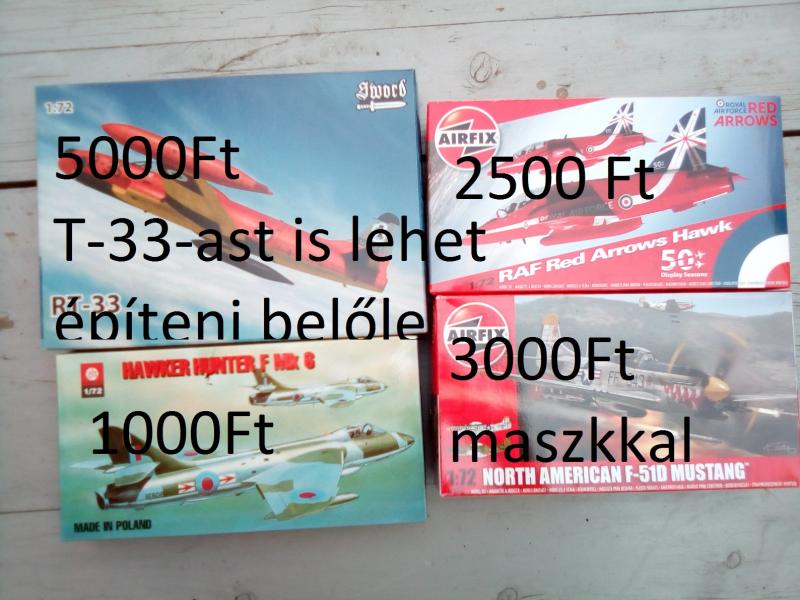 1:72
Sword
5000Ft
T-33-ast is lehet
építeni belőle
RT-33
AIRFIX
ROYAL AIR FORCE RED
ARROWS
2500 Ft
RAF Red Arrows Hawk
1:72
50
Display Seasons
HAWKER HUNTER F Mk 6
1/72
1000Ft
MADE IN POLAND
AIRFIX
3000Ft
maszkkal
1:72 NORTH AMERICAN F-51D MUSTANG